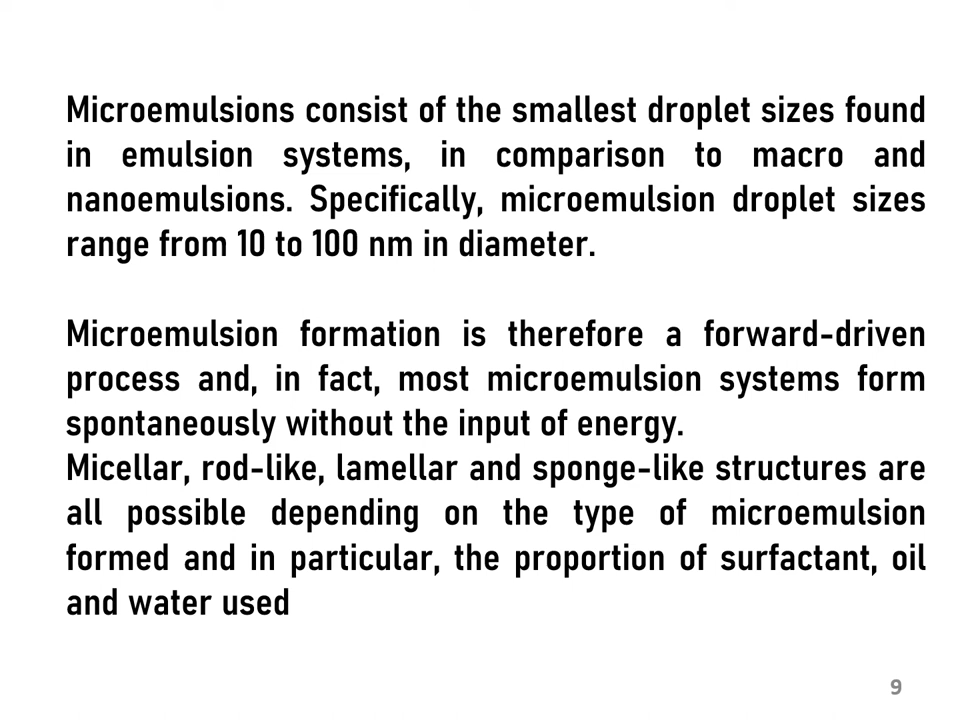 Microemulsions consist of the smallest droplet sizes found
in emulsion systems, in comparison to macro and
nanoemulsions. Specifically, microemulsion droplet sizes
range from 10 to 100 nm in diameter.
Microemulsion formation is therefore a forward-driven
process and, in fact, most microemulsion systems form
spontaneously without the input of energy.
Micellar, rod-like, lamellar and sponge-like structures are
all possible depending on the type of microemulsion
formed and in particular, the proportion of surfactant, oil
and water used
9